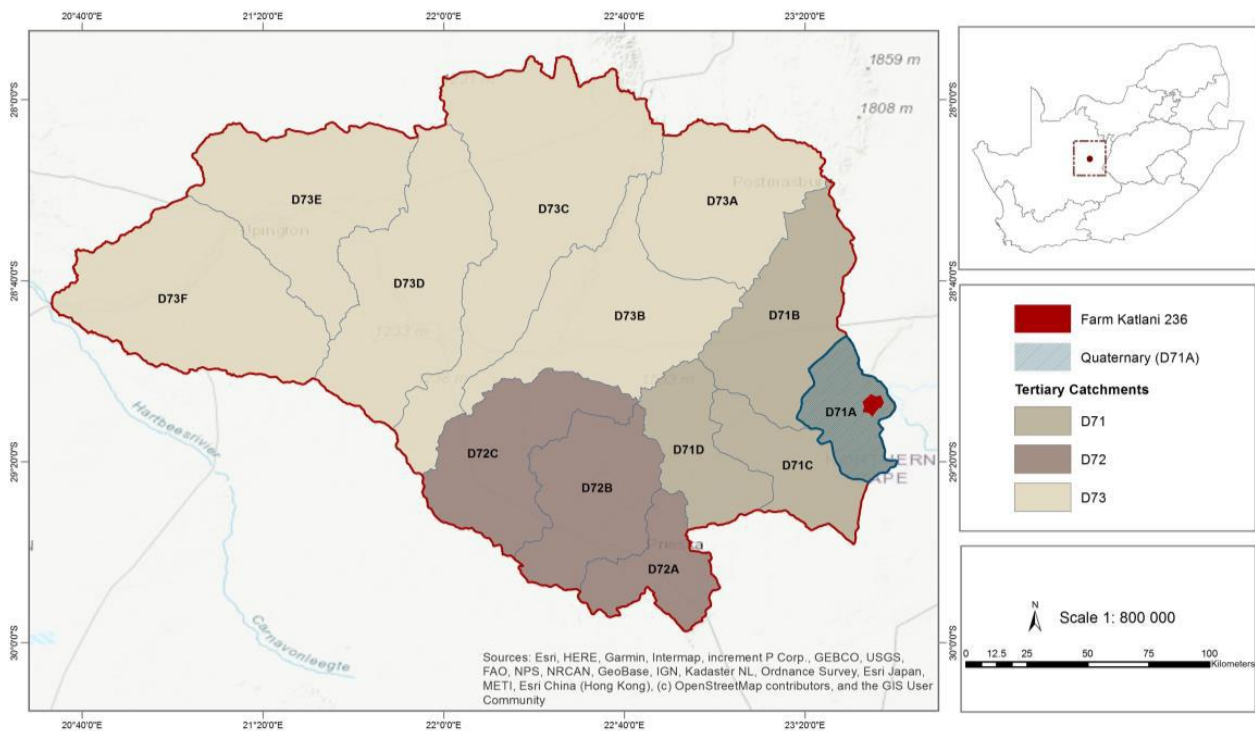 20°40'0"E
21°20'0"E
22°0'0"E
22°40'0"E
23°20'0"E
28°0'0"S
28°40'0"S
29°20'0"S
30°0'0"S
1859 m
1808 m
Postmasburg
D73E
D73C
D73A
Upington
D73D
D73F
D73B
D71B
1233 m
D71A
D72C
D71D
D71C
D72B
NORTHERN
CAPE
Prieska
D72A
Hartbeesrivier
Carnavonleegte
Sources: Esri, HERE, Garmin, Intermap, increment P Corp., GEBCO, USGS,
FAO, NPS, NRCAN, GeoBase, IGN, Kadaster NL, Ordnance Survey, Esri Japan,
METI, Esri China (Hong Kong), (c) OpenStreetMap contributors, and the GIS User
Community
28°0'0"S
28°40'0"S
29°20'0"S
30°0'0"S
20°40'0"E
21°20'0"E
22°0'0"E
22°40'0"E
23°20'0"E
Farm Katlani 236
Quaternary (D71A)
Tertiary Catchments
D71
D72
D73
N
Scale 1: 800 000
0 12.5 25 50 75 100
Kilometers